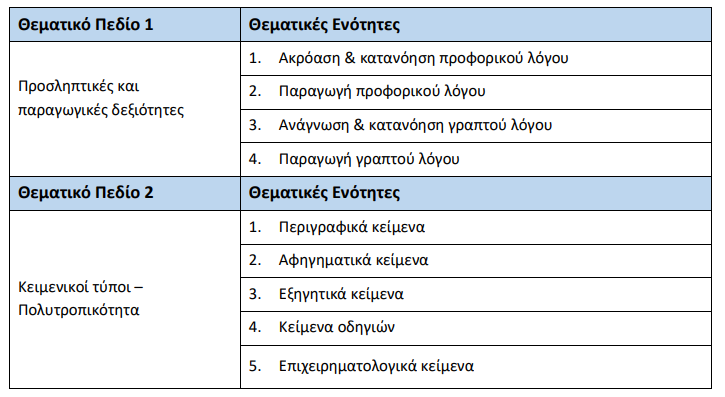 Θεματικό Πεδίο 1
Θεματικές Ενότητες
Προσληπτικές και
παραγωγικές δεξιότητες
1. Ακρόαση & κατανόηση προφορικού λόγου
2. Παραγωγή προφορικού λόγου
3. Ανάγνωση & κατανόηση γραπτού λόγου
4. Παραγωγή γραπτού λόγου
Θεματικό Πεδίο 2
Θεματικές Ενότητες
Κειμενικοί τύποι –
Πολυτροπικότητα
1. Περιγραφικά κείμενα
2. Αφηγηματικά κείμενα
3. Εξηγητικά κείμενα
4. Κείμενα οδηγιών
5. Επιχειρηματολογικά κείμενα